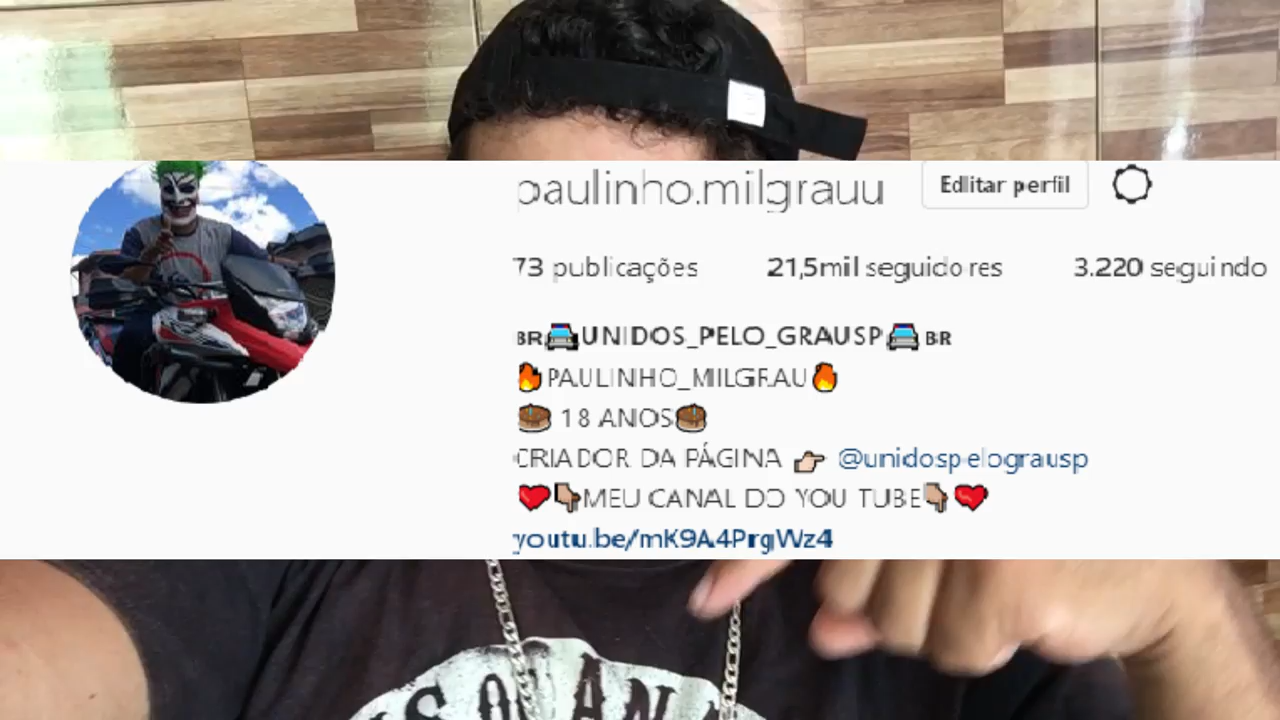 paulinho.milgrauu Editar perfil
73 publicações 21,5mil seguidores 3.220 seguindo
BR🚔UNIDOS_PELO_GRAUSP🚔BR
🔥PAULINHO_MILGRAU🔥
🎂 18 ANOS🎂
CRIADOR DA PÁGINA 👉🏼 @unidospelograusp
❤️👇🏽MEU CANAL DO YOU TUBE👇🏽❤️
youtu.be/mK9A4PrgWz4